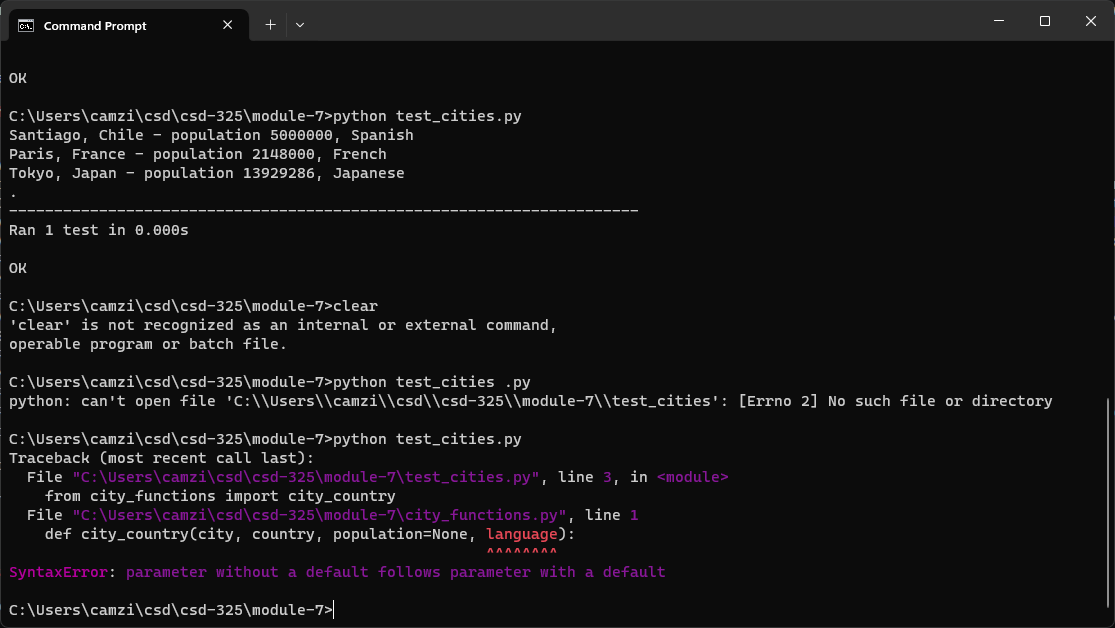 Command Prompt
OK
C:\Users\camzi\csd\csd-325\module-7>python test_cities.py
Santiago, Chile - population 5000000, Spanish
Paris, France - population 2148000, French
Tokyo, Japan - population 13929286, Japanese
.
----------------------------------------------------------------------
Ran 1 test in 0.000s
OK
C:\Users\camzi\csd\csd-325\module-7>clear
'clear' is not recognized as an internal or external command,
operable program or batch file.
C:\Users\camzi\csd\csd-325\module-7>python test_cities .py
python: can't open file 'C:\\Users\\camzi\\csd\\csd-325\\module-7\\test_cities': [Errno 2] No such file or directory
C:\Users\camzi\csd\csd-325\module-7>python test_cities.py
Traceback (most recent call last):
  File "C:\Users\camzi\csd\csd-325\module-7\test_cities.py", line 3, in <module>
    from city_functions import city_country
  File "C:\Users\camzi\csd\csd-325\module-7\city_functions.py", line 1
    def city_country(city, country, population=None, language):
                                                     ^^^^^^^^
SyntaxError: parameter without a default follows parameter with a default
C:\Users\camzi\csd\csd-325\module-7>